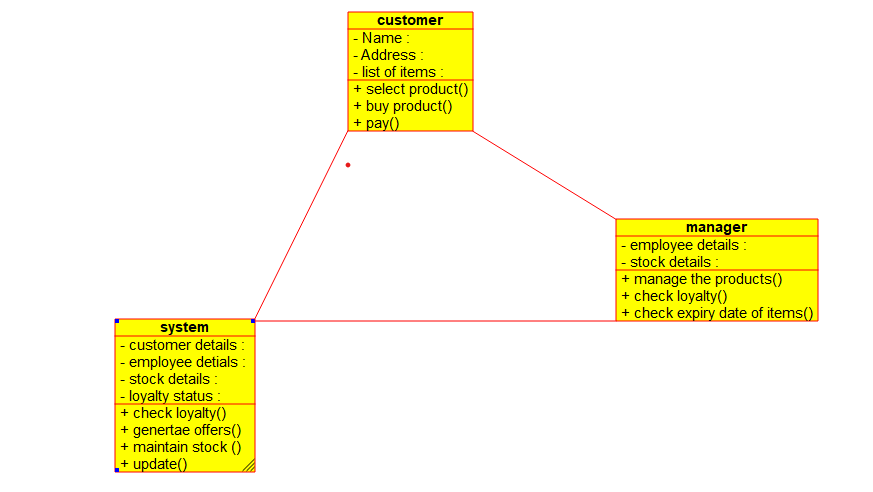 customer
- Name :
- Address :
- list of items :
+ select product()
+ buy product()
+ pay()
manager
- employee details :
- stock details :
+ manage the products()
+ check loyalty()
+ check expiry date of items()
system
- customer details :
- employee detials :
- stock details :
- loyalty status :
+ check loyalty()
+ genertae offers()
+ maintain stock ()
+ update()